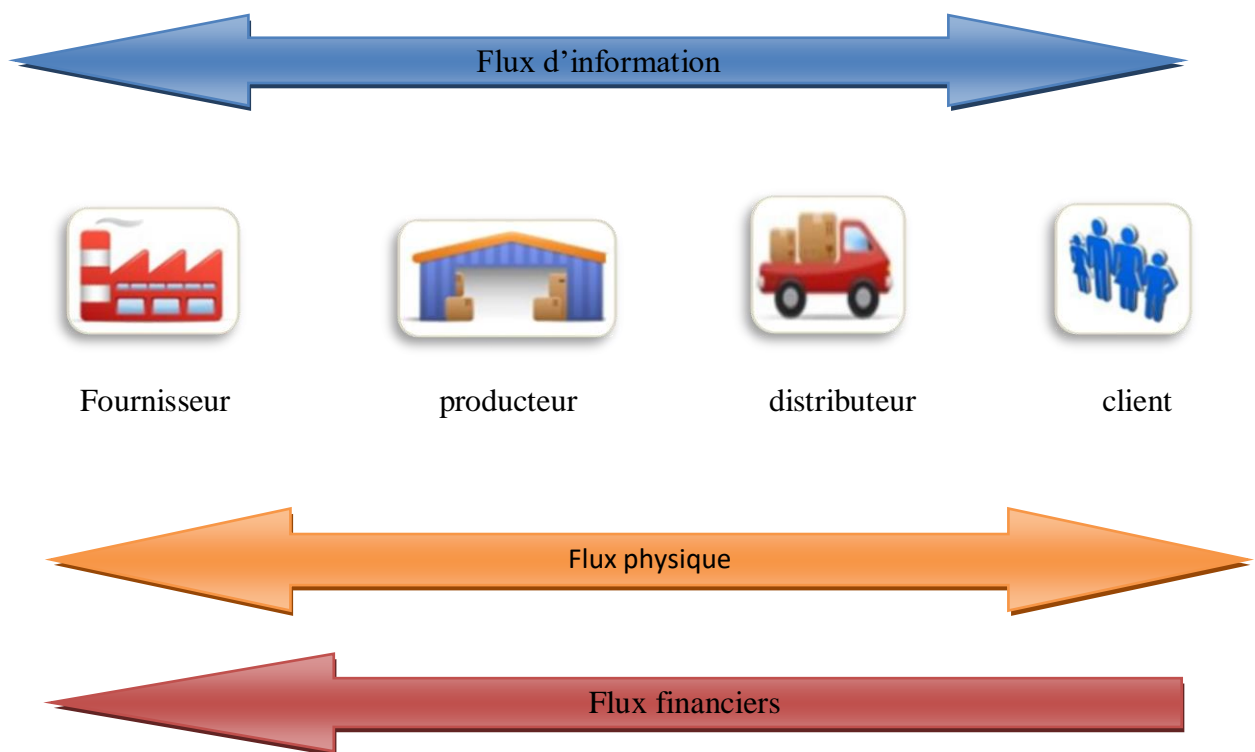 Flux d’information
Fournisseur producteur distributeur client
Flux physique
Flux financiers